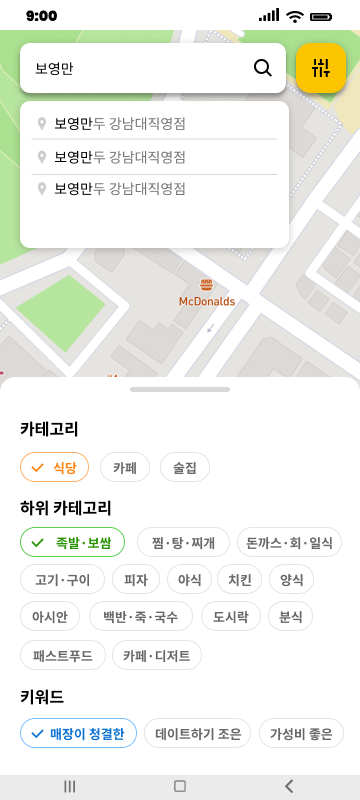 9:00
보영만
보영만두 강남대직영점
보영만두 강남대직영점
보영만두 강남대직영점
McDonalds
카테고리
식당 카페 술집
하위 카테고리
족발·보쌈 찜·탕·찌개 돈까스·회·일식
고기·구이 피자 야식 치킨 양식
아시안 백반·죽·국수 도시락 분식
패스트푸드 카페·디저트
키워드
매장이 청결한 데이트하기 조은 가성비 좋은